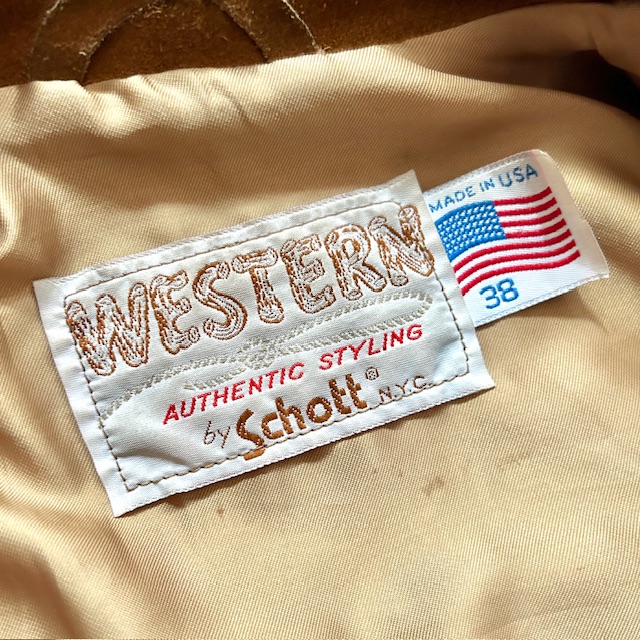 WESTERN
AUTHENTIC STYLING
by Schott® N.Y.C.
MADE IN USA
38